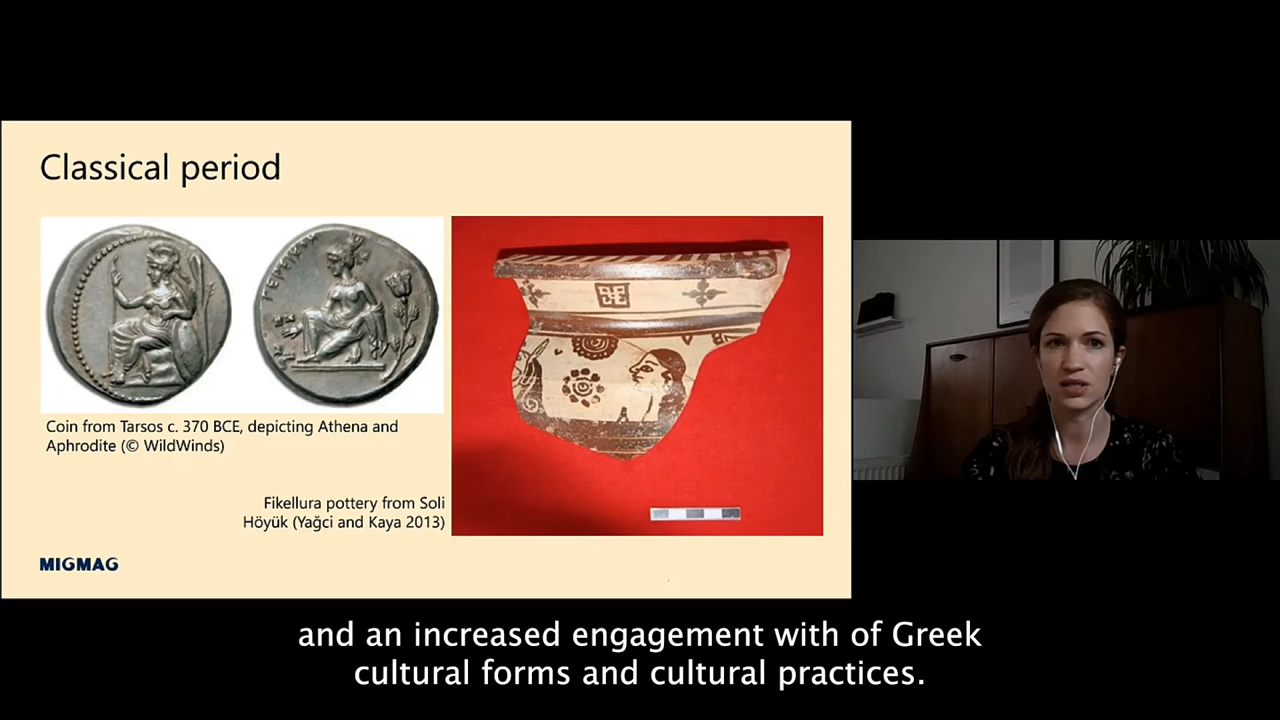 Classical period
Coin from Tarsos c. 370 BCE, depicting Athena and
Aphrodite (© WildWinds)
Fikellura pottery from Soli
Höyük (Yağci and Kaya 2013)
MIGMAG
and an increased engagement with of Greek
cultural forms and cultural practices.